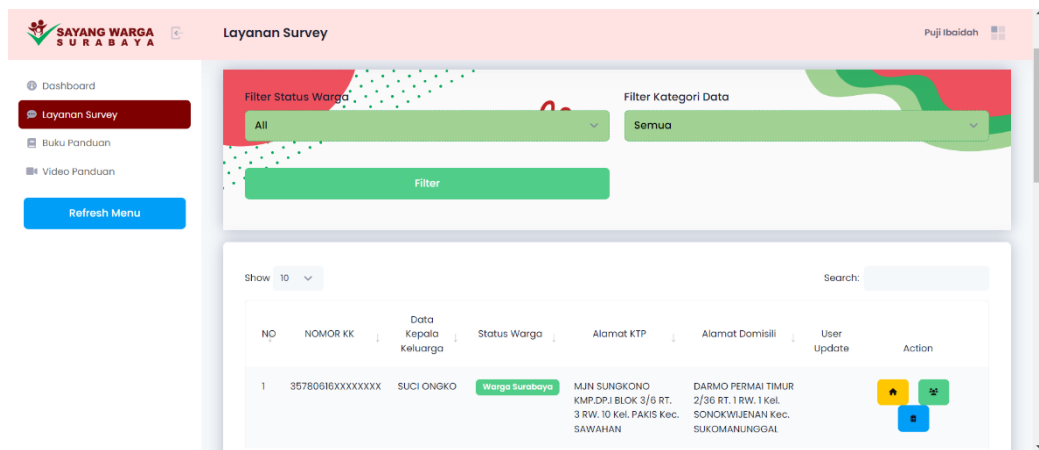 SAYANG WARGA
SURABAYA
Layanan Survey
Puji Ibaidah
Dashboard
Layanan Survey
Buku Panduan
Video Panduan
Refresh Menu
Filter Status Warga
Filter Kategori Data
All
Semua
Filter
Show 10
Search:
NO
NOMOR KK
Data
Kepala
Keluarga
Status Warga
Alamat KTP
Alamat Domisili
User
Update
Action
1
35780616XXXXXXXX
SUCI ONGKO
Warga Surabaya
MJN SUNGKONO
KMP.DP.I BLOK 3/6 RT.
3 RW. 10 Kel. PAKIS Kec.
SAWAHAN
DARMO PERMAI TIMUR
2/36 RT. 1 RW. 1 Kel.
SONOKWIJENAN Kec.
SUKOMANUNGGAL